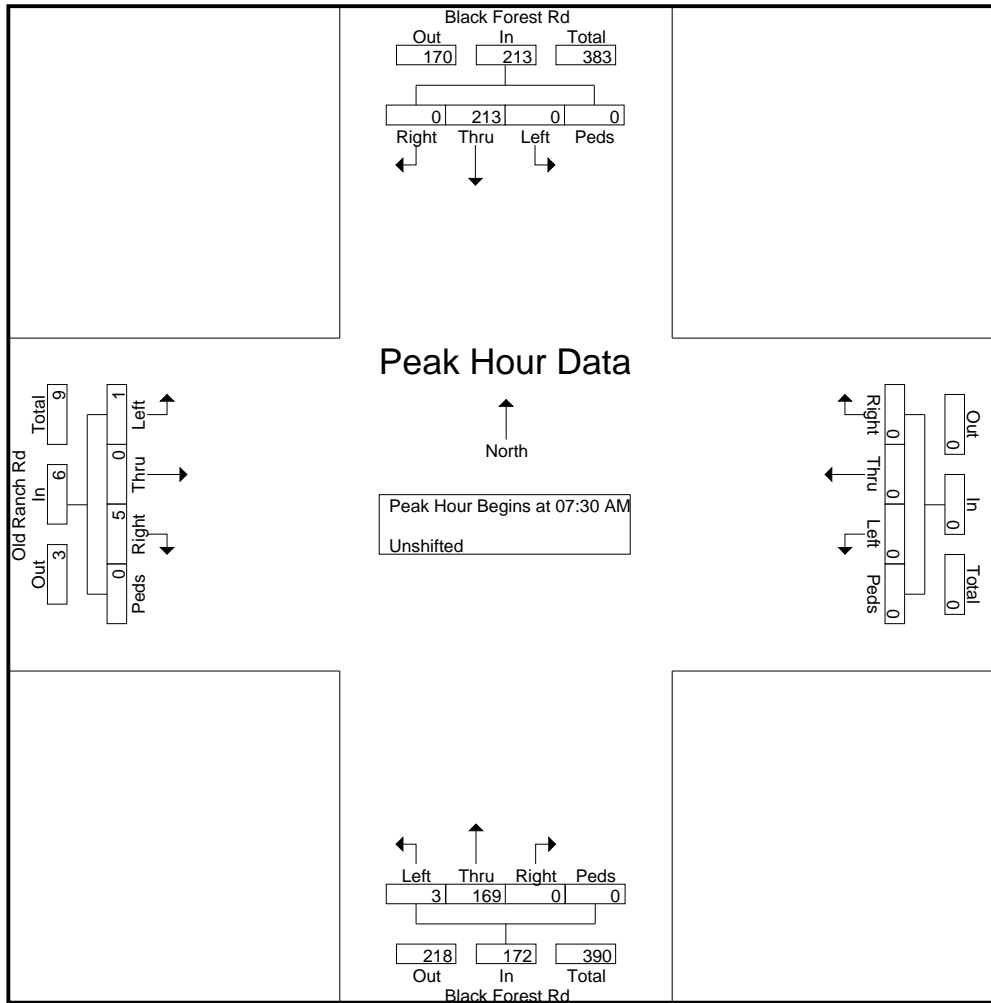 Black Forest Rd
Out In Total
170 213 383
0 213 0 0
Right Thru Left Peds
Peak Hour Data
North
Peak Hour Begins at 07:30 AM
Unshifted
Old Ranch Rd
Out In Total
3 6 9
0 5 0 1
Peds Right Thru Left
Right Thru Left Peds
0 0 0 0
Out In Total
0 0 0
Left Thru Right Peds
3 169 0 0
218 172 390
Out In Total
Black Forest Rd